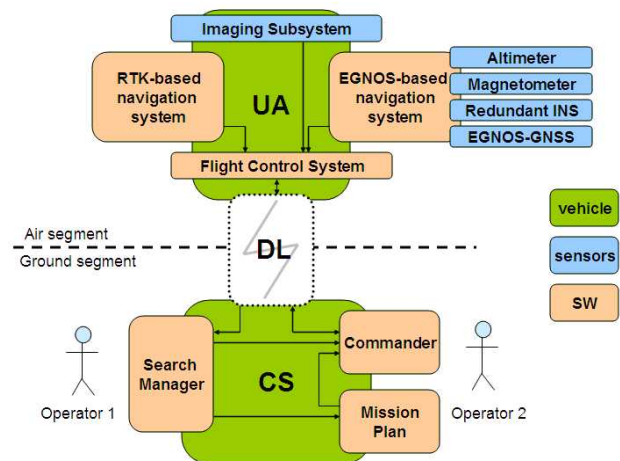 Imaging Subsystem
RTK-based
navigation
system
UA
EGNOS-based
navigation
system
Altimeter
Magnetometer
Redundant INS
EGNOS-GNSS
Flight Control System
vehicle
sensors
SW
Air segment
Ground segment
DL
Operator 1
Search
Manager
CS
Commander
Mission
Plan
Operator 2